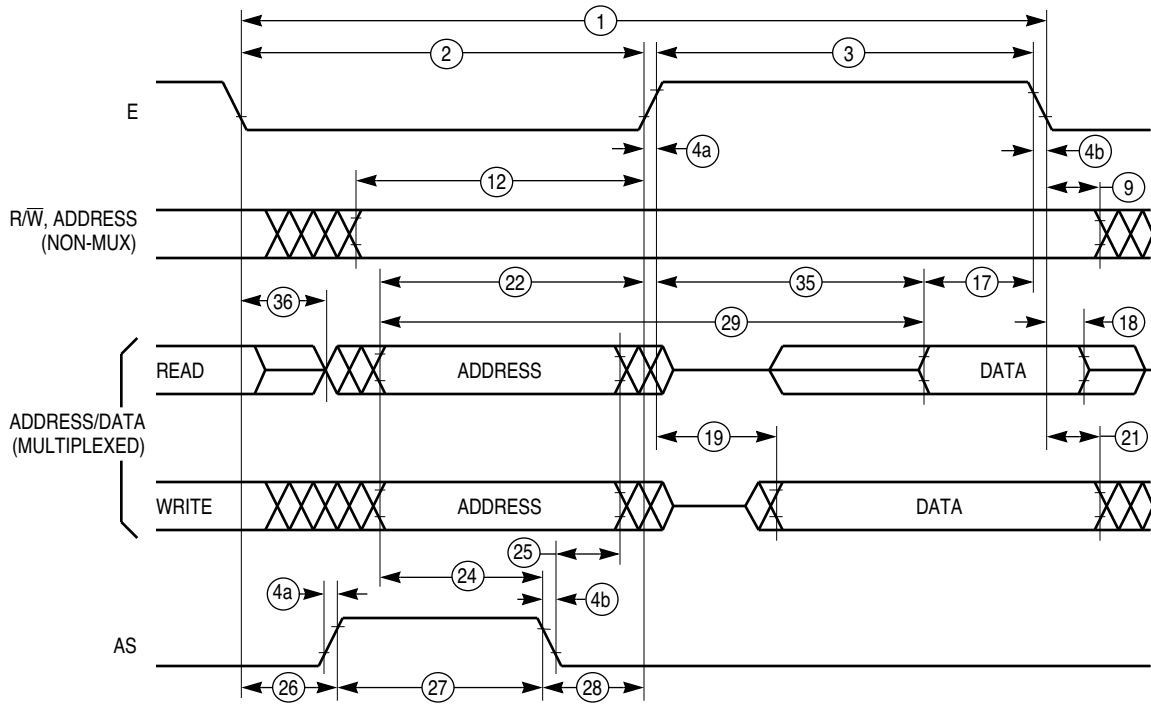 1
2
3
E
4a
4b
12
9
R/W̅, ADDRESS
(NON-MUX)
22
35
17
36
29
18
READ
ADDRESS
DATA
ADDRESS/DATA
(MULTIPLEXED)
19
21
WRITE
ADDRESS
DATA
25
24
4a
4b
AS
26
27
28